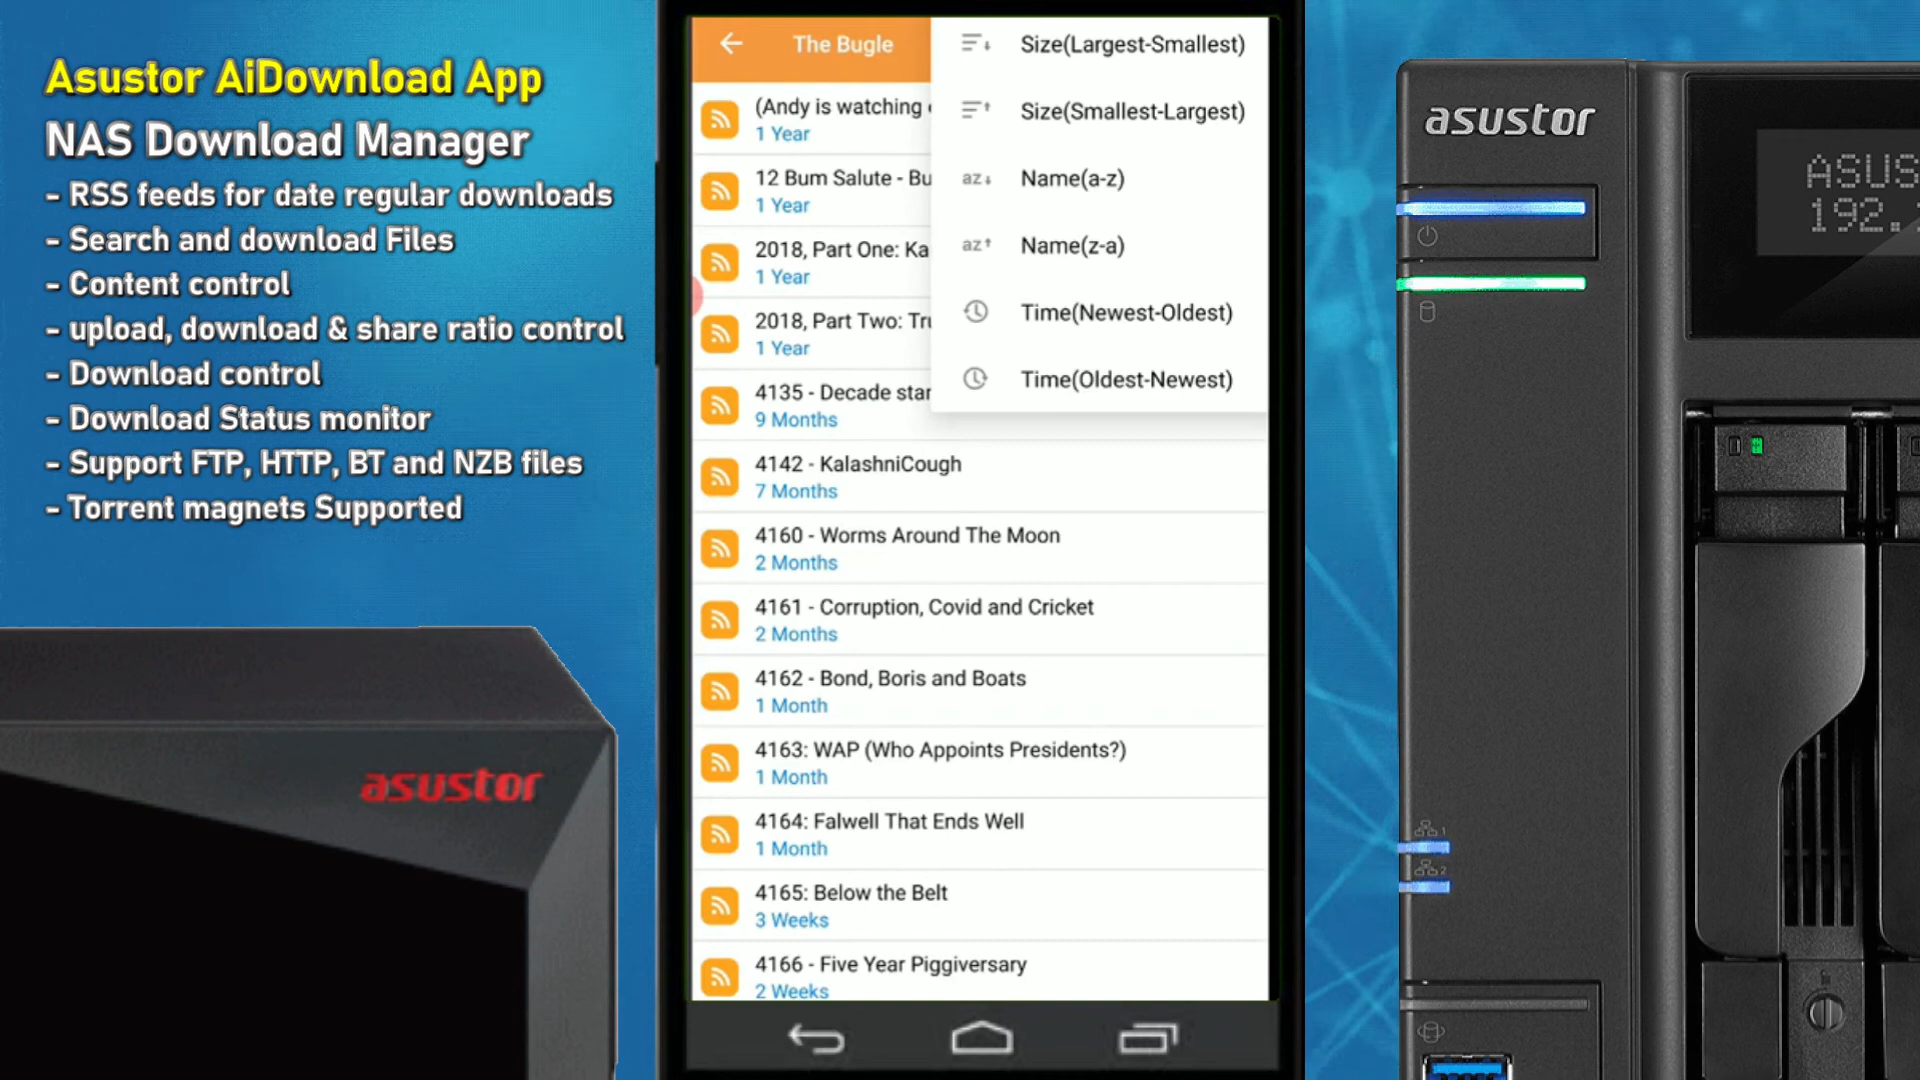 Asustor AiDownload App
NAS Download Manager
- RSS feeds for date regular downloads
- Search and download Files
- Content control
- upload, download & share ratio control
- Download control
- Download Status monitor
- Support FTP, HTTP, BT and NZB files
- Torrent magnets Supported
asustor
The Bugle
(Andy is watching
1 Year
12 Bum Salute - Bu
1 Year
2018, Part One: Ka
1 Year
2018, Part Two: Tru
1 Year
4135 - Decade star
9 Months
4142 - KalashniCough
7 Months
4160 - Worms Around The Moon
2 Months
4161 - Corruption, Covid and Cricket
2 Months
4162 - Bond, Boris and Boats
1 Month
4163: WAP (Who Appoints Presidents?)
1 Month
4164: Falwell That Ends Well
1 Month
4165: Below the Belt
3 Weeks
4166 - Five Year Piggiversary
2 Weeks
Size(Largest-Smallest)
Size(Smallest-Largest)
az Name(a-z)
az Name(z-a)
Time(Newest-Oldest)
Time(Oldest-Newest)
asustor
ASUS
192.
1
2